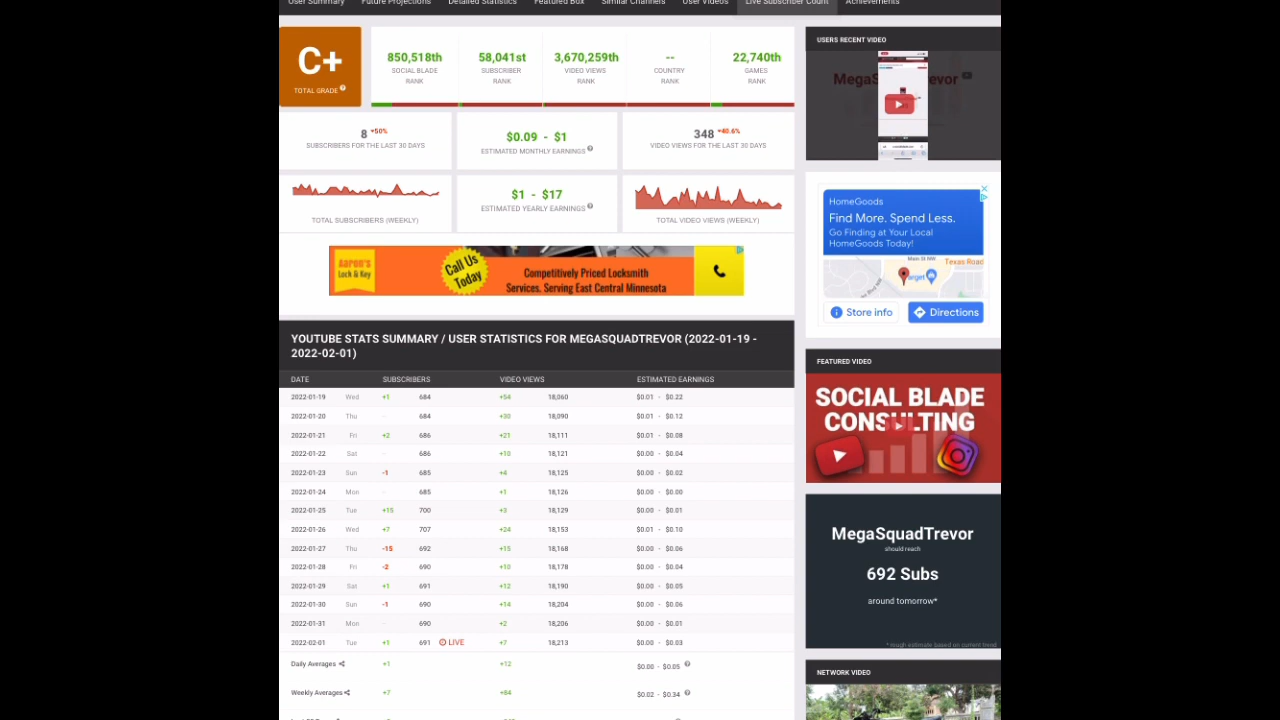 User Summary Future Projections Detailed Statistics Featured Box Similar Channels User Videos Live Subscriber Count Achievements
C+
TOTAL GRADE
850,518th 58,041st 3,670,259th -- 22,740th
SOCIAL BLADE SUBSCRIBER VIDEO VIEWS COUNTRY GAMES
RANK RANK RANK RANK RANK
8 -50%
SUBSCRIBERS FOR THE LAST 30 DAYS
$0.09 - $1
ESTIMATED MONTHLY EARNINGS
348 -40.6%
VIDEO VIEWS FOR THE LAST 30 DAYS
TOTAL SUBSCRIBERS (WEEKLY)
$1 - $17
ESTIMATED YEARLY EARNINGS
TOTAL VIDEO VIEWS (WEEKLY)
Aaron's
Lock & Key
Call Us
Today
Competitively Priced Locksmith
Services. Serving East Central Minnesota
YOUTUBE STATS SUMMARY / USER STATISTICS FOR MEGASQUADTREVOR (2022-01-19 -
2022-02-01)
DATE SUBSCRIBERS VIDEO VIEWS ESTIMATED EARNINGS
2022-01-19 Wed +1 684 +54 18,060 $0.01 - $0.22
2022-01-20 Thu -- 684 +30 18,090 $0.01 - $0.12
2022-01-21 Fri +2 686 +21 18,111 $0.01 - $0.08
2022-01-22 Sat -- 686 +10 18,121 $0.00 - $0.04
2022-01-23 Sun -1 685 +4 18,125 $0.00 - $0.02
2022-01-24 Mon -- 685 +1 18,126 $0.00 - $0.00
2022-01-25 Tue +15 700 +3 18,129 $0.00 - $0.01
2022-01-26 Wed +7 707 +24 18,153 $0.01 - $0.10
2022-01-27 Thu -15 692 +15 18,168 $0.00 - $0.06
2022-01-28 Fri -2 690 +10 18,178 $0.00 - $0.04
2022-01-29 Sat +1 691 +12 18,190 $0.00 - $0.05
2022-01-30 Sun -1 690 +14 18,204 $0.00 - $0.06
2022-01-31 Mon -- 690 +2 18,206 $0.00 - $0.01
2022-02-01 Tue +1 691 LIVE +7 18,213 $0.00 - $0.03
Daily Averages +1 +12 $0.00 - $0.05
Weekly Averages +7 +84 $0.02 - $0.34
USERS RECENT VIDEO
HomeGoods
Find More. Spend Less.
Go Finding at Your Local
HomeGoods Today!
Main St NW
Texas Road
Target
Store info Directions
FEATURED VIDEO
SOCIAL BLADE
CONSULTING
MegaSquadTrevor
should reach
692 Subs
around tomorrow*
* rough estimate based on current trend
NETWORK VIDEO